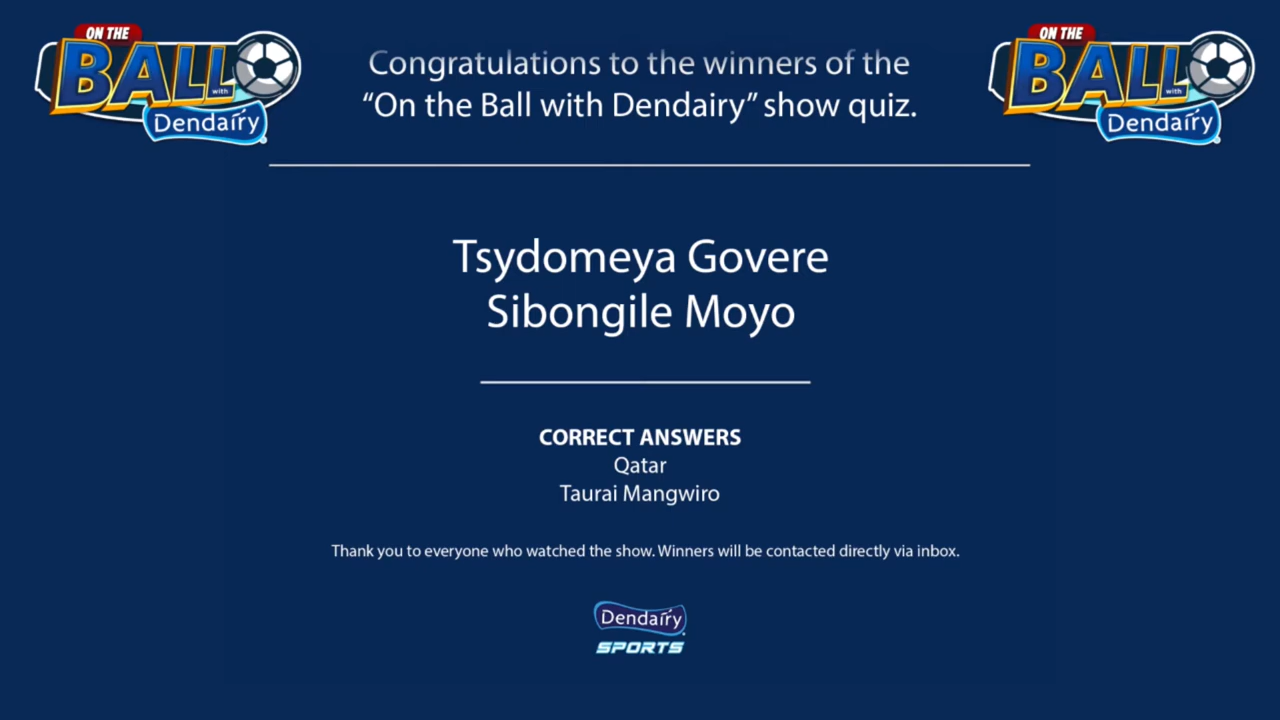 ON THE
BALL
with
Dendairy
Congratulations to the winners of the
“On the Ball with Dendairy” show quiz.
ON THE
BALL
with
Dendairy
Tsydomeya Govere
Sibongile Moyo
CORRECT ANSWERS
Qatar
Taurai Mangwiro
Thank you to everyone who watched the show. Winners will be contacted directly via inbox.
Dendairy
SPORTS